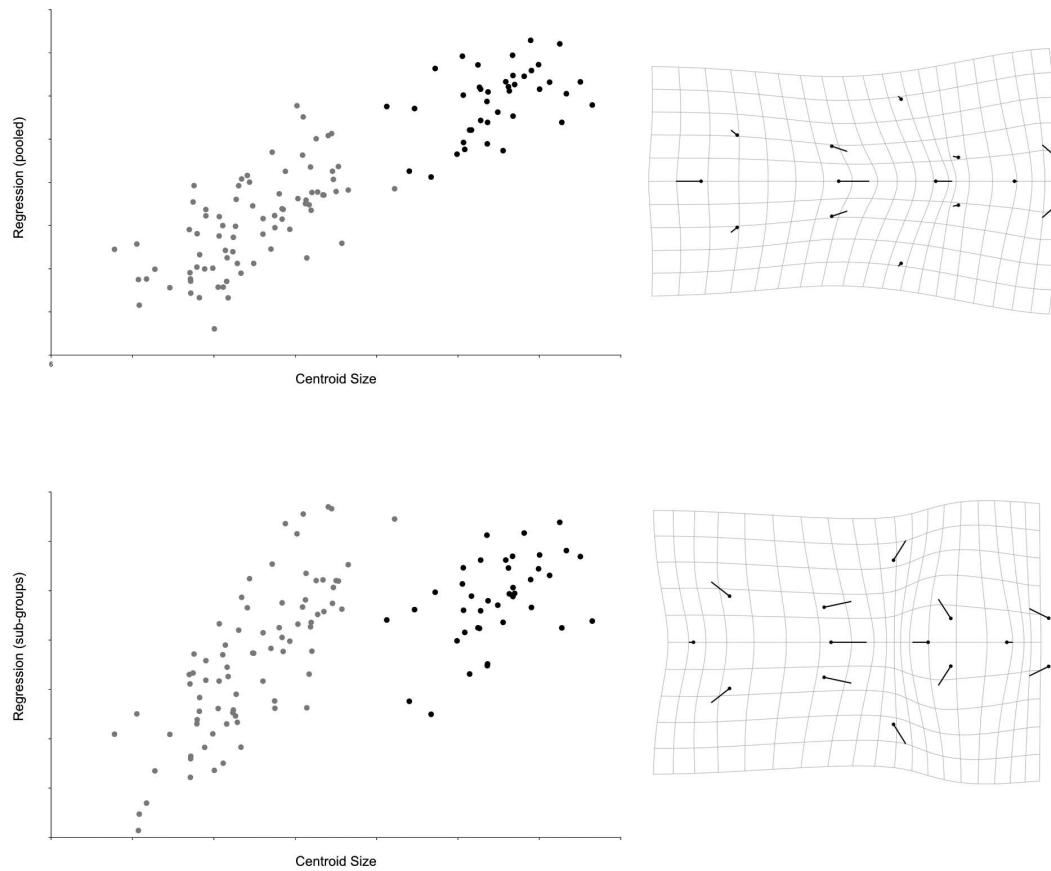 Regression (pooled)
6
Centroid Size
Regression (sub-groups)
Centroid Size